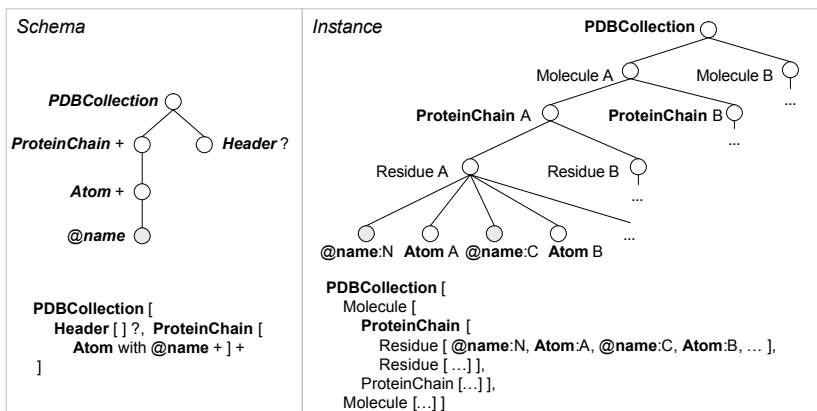 Schema
PDBCollection
ProteinChain +
Header ?
Atom +
@name
PDBCollection [
Header [ ] ?, ProteinChain [
Atom with @name + ] +
]
Instance
PDBCollection
Molecule A
Molecule B
...
ProteinChain A
ProteinChain B
...
Residue A
Residue B
...
...
@name:N Atom A @name:C Atom B
PDBCollection [
Molecule [
ProteinChain [
Residue [ @name:N, Atom:A, @name:C, Atom:B, ... ],
Residue [ ...] ],
ProteinChain [...] ],
Molecule [...] ]